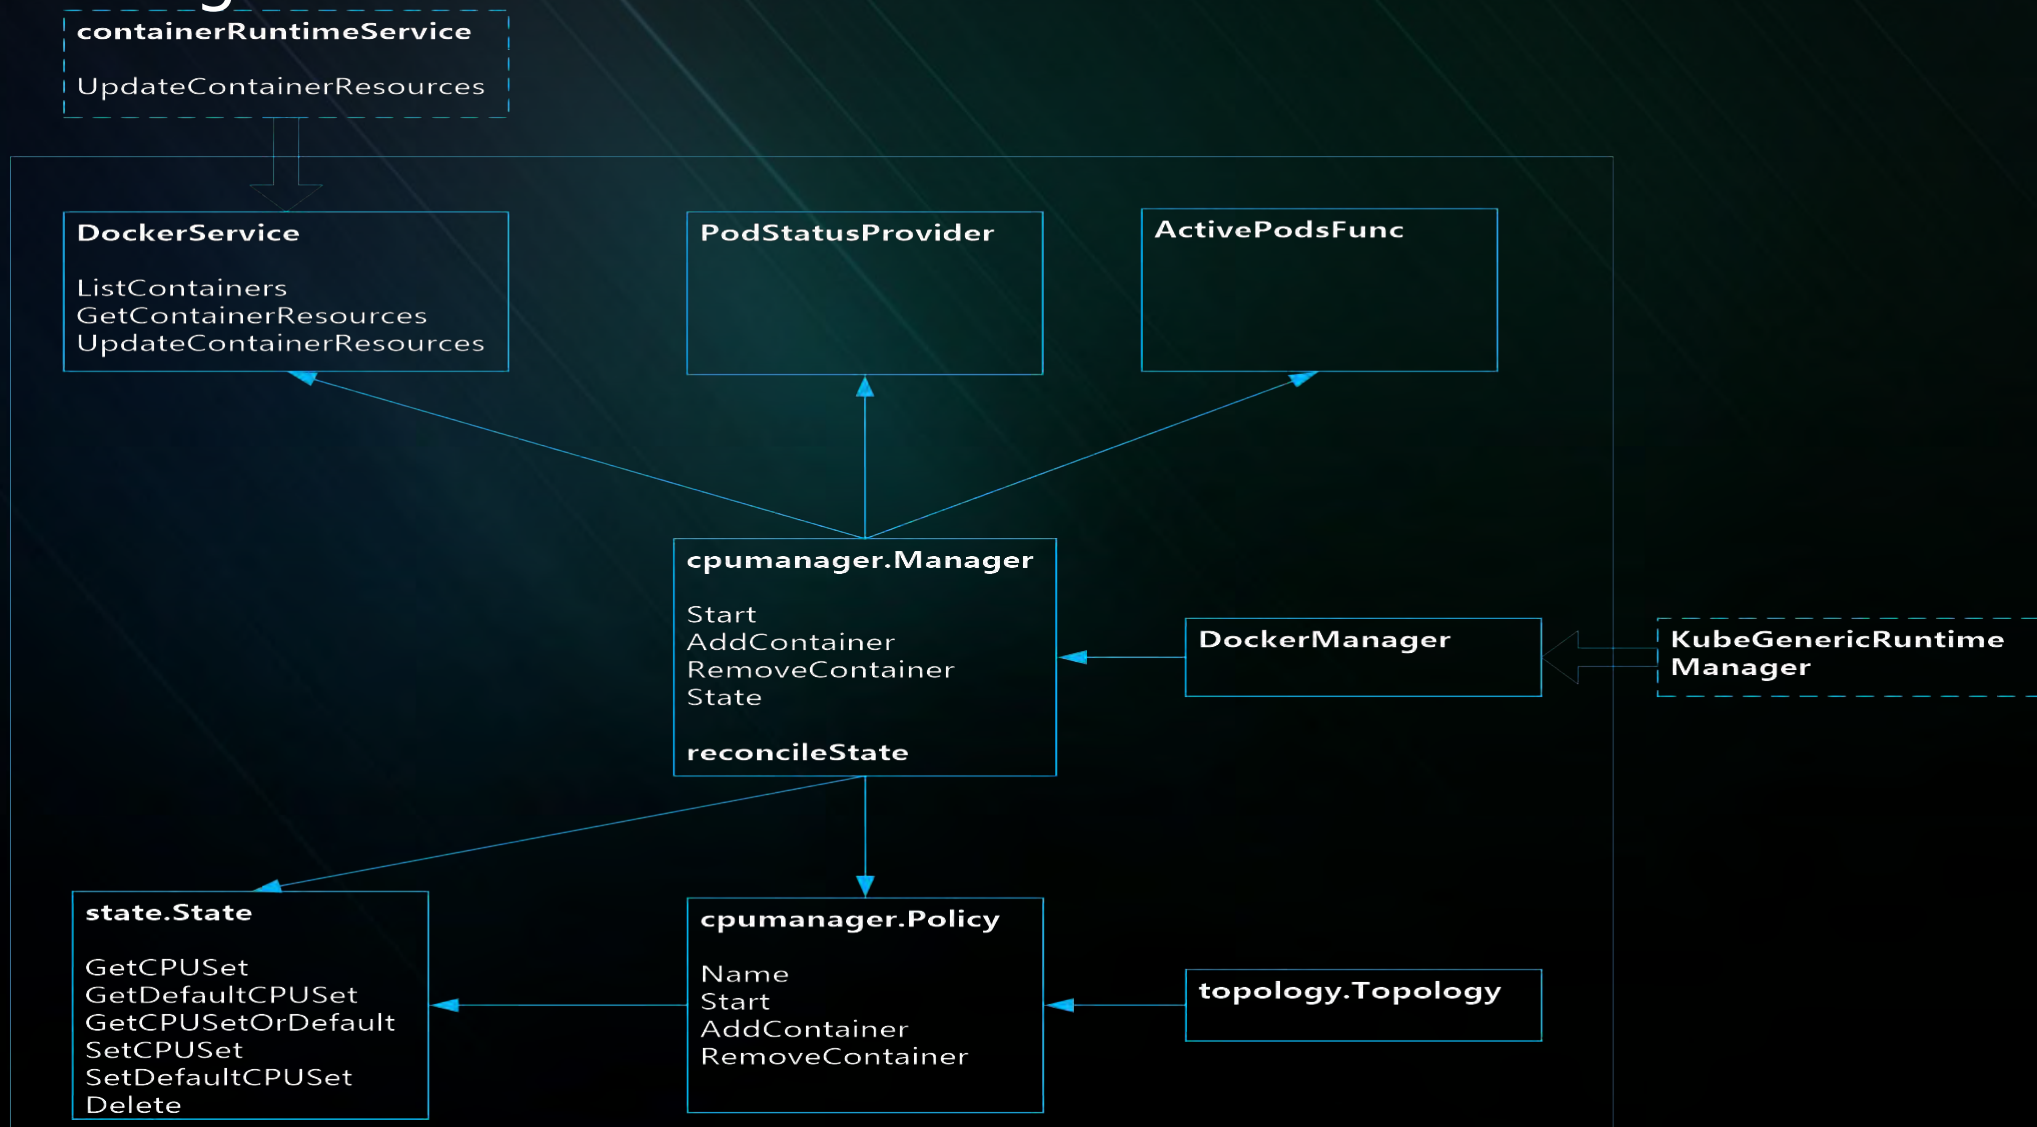 containerRuntimeService
UpdateContainerResources
DockerService
ListContainers
GetContainerResources
UpdateContainerResources
PodStatusProvider
ActivePodsFunc
cpumanager.Manager
Start
AddContainer
RemoveContainer
State
reconcileState
DockerManager
KubeGenericRuntime
Manager
state.State
GetCPUSet
GetDefaultCPUSet
GetCPUSetOrDefault
SetCPUSet
SetDefaultCPUSet
Delete
cpumanager.Policy
Name
Start
AddContainer
RemoveContainer
topology.Topology